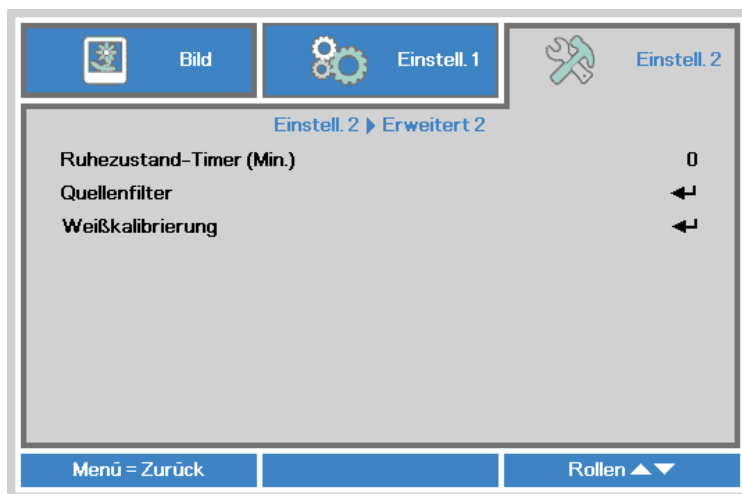 Bild
Einstell. 1
Einstell. 2
Einstell. 2 ▶ Erweitert 2
Ruhezustand-Timer (Min.) 0
Quellenfilter
Weißkalibrierung
Menü = Zurück
Rollen ▲▼